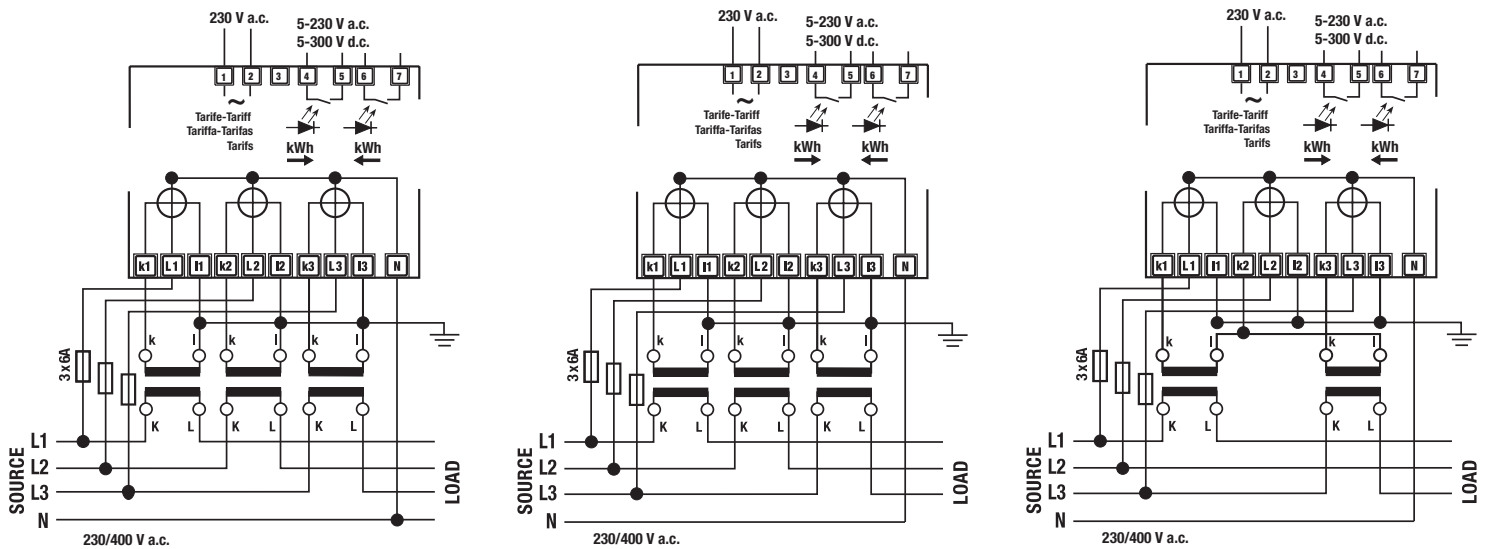 230 V a.c.
5-230 V a.c.
5-300 V d.c.
1 2 3 4 5 6 7
~
Tarife-Tariff
Tariffa-Tarifas
Tarifs
kWh
k1 L1 l1 k2 L2 l2 k3 L3 l3 N
k l k l k l
3x6A
K L K L K L
SOURCE
L1
L2
L3
N
LOAD
230/400 V a.c.
230 V a.c.
5-230 V a.c.
5-300 V d.c.
1 2 3 4 5 6 7
~
Tarife-Tariff
Tariffa-Tarifas
Tarifs
kWh kWh
k1 L1 l1 k2 L2 l2 k3 L3 l3 N
k l k l k l
3x6A
K L K L K L
SOURCE
L1
L2
L3
N
LOAD
230/400 V a.c.
230 V a.c.
5-230 V a.c.
5-300 V d.c.
1 2 3 4 5 6 7
~
Tarife-Tariff
Tariffa-Tarifas
Tarifs
kWh kWh
k1 L1 l1 k2 L2 l2 k3 L3 l3 N
k l k l
3x6A
K L K L
SOURCE
L1
L2
L3
N
LOAD
230/400 V a.c.